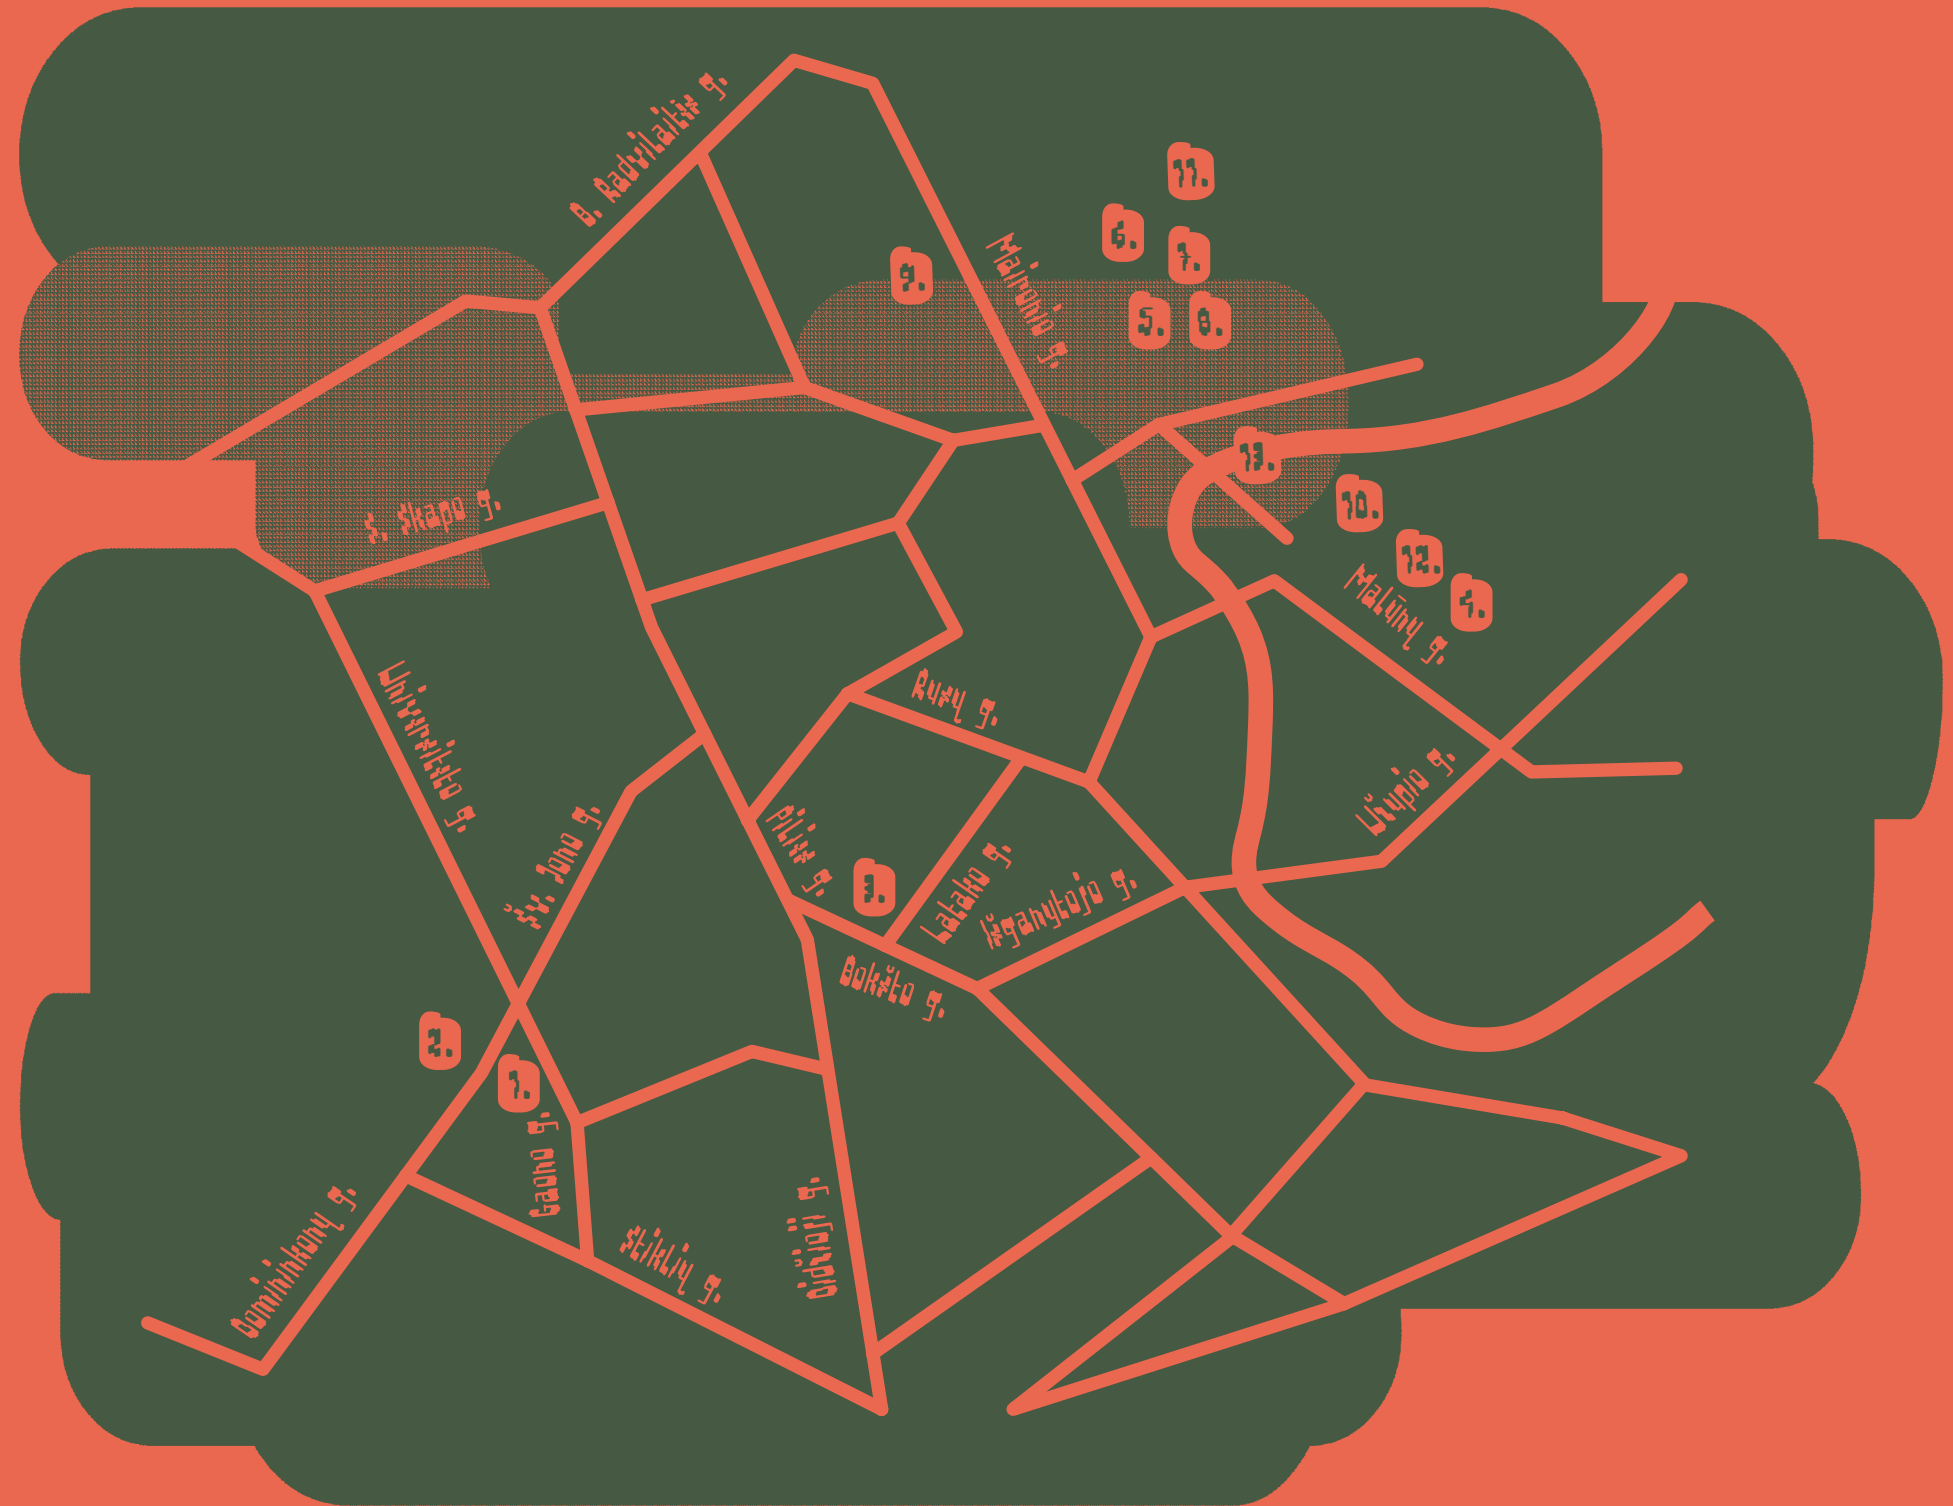 B. Radvilaitės g.
11.
6.
7.
9.
Maironio g.
5.
8.
13.
10.
S. Skapo g.
12.
Malūnų g.
4.
Universiteto g.
Rusų g.
Užupio g.
Pilies g.
Šv. Jono g.
3.
Latako g.
Išganytojo g.
Bokšto g.
2.
1.
Gaono g.
Dominikonų g.
Stiklių g.
Didžioji g.